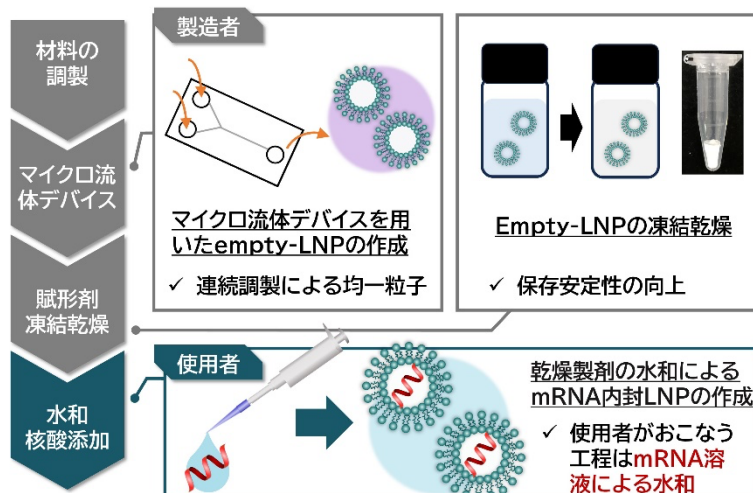 材料の
調製
マイクロ流
体デバイス
賦形剤
凍結乾燥
水和
核酸添加
製造者
マイクロ流体デバイスを用
いたempty-LNPの作成
✓ 連続調製による均一粒子
Empty-LNPの凍結乾燥
✓ 保存安定性の向上
使用者
乾燥製剤の水和による
mRNA内封LNPの作成
✓ 使用者がおこなう
工程はmRNA溶
液による水和